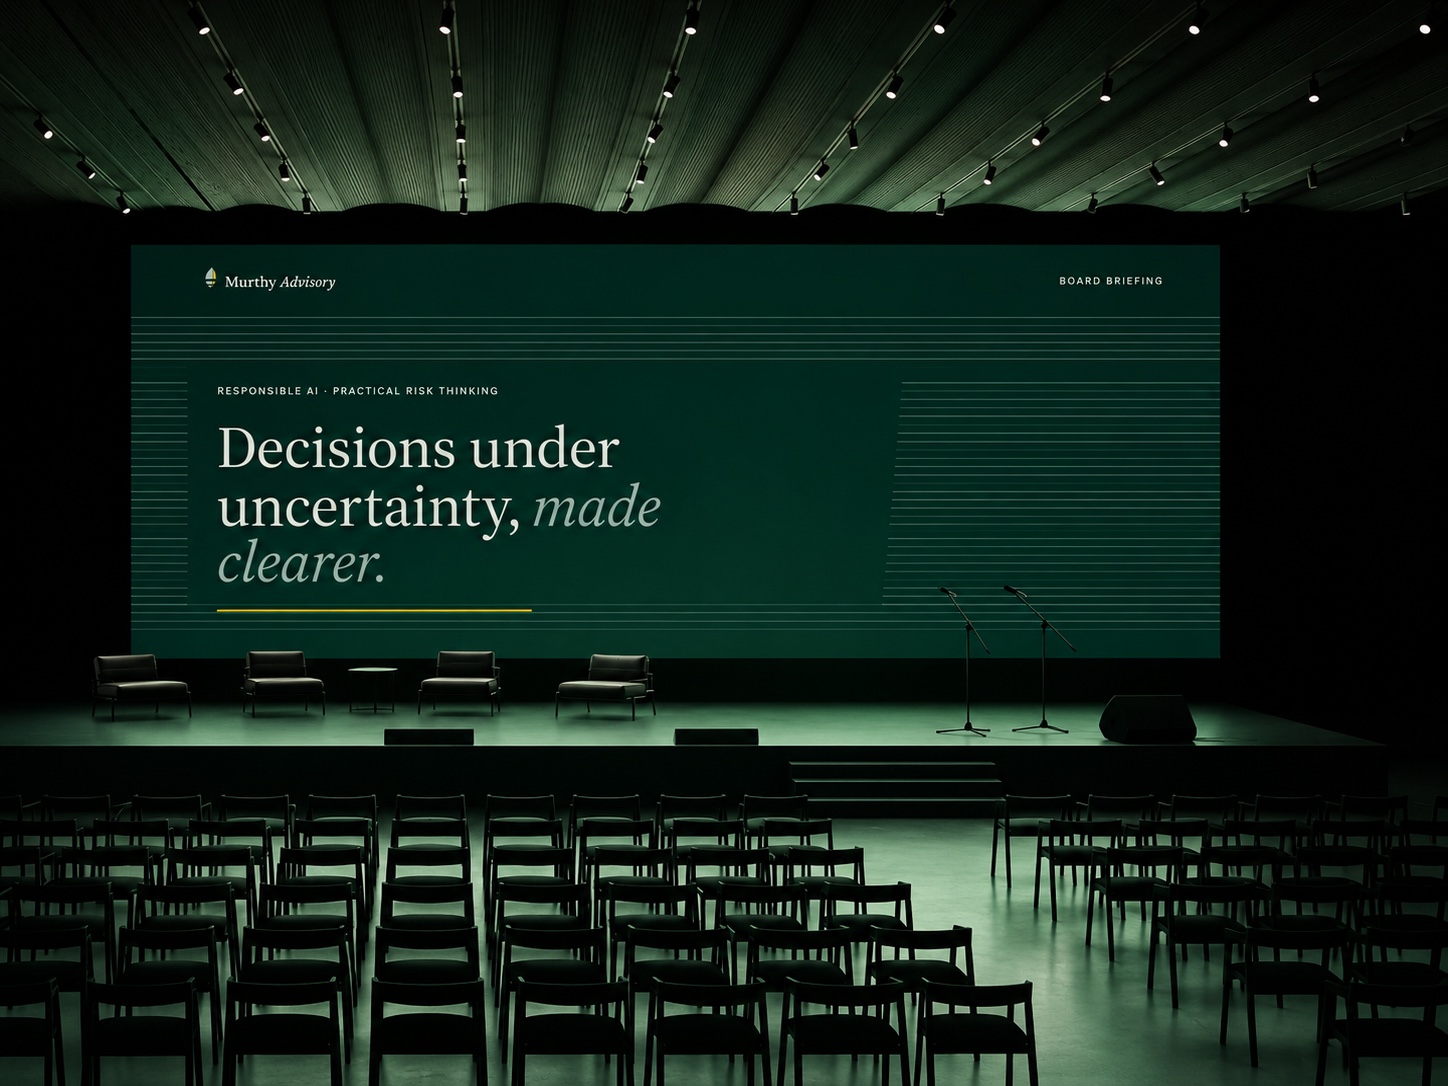 Murthy Advisory
BOARD BRIEFING
RESPONSIBLE AI · PRACTICAL RISK THINKING
Decisions under
uncertainty, made
clearer.